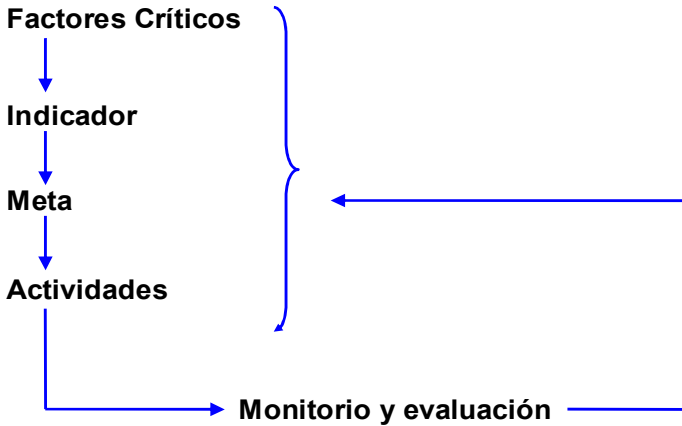 Factores Críticos
Indicador
Meta
Actividades
Monitorio y evaluación